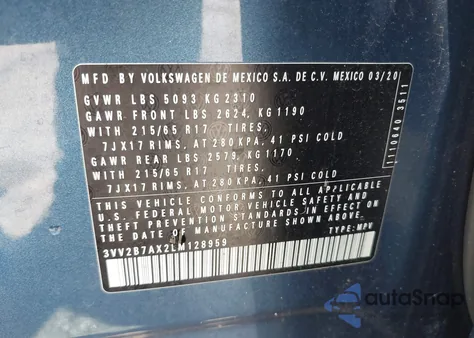 MFD BY VOLKSWAGEN DE MEXICO S.A. DE C.V. MEXICO 03/20
GVWR LBS 5093 KG 2310
GAWR FRONT LBS 2624, KG 1190
WITH 215/65 R17 TIRES,
7JX17 RIMS, AT 280 KPA, 41 PSI COLD
GAWR REAR LBS 2579, KG 1170
WITH 215/65 R17 TIRES,
7JX17 RIMS, AT 280 KPA, 41 PSI COLD
THIS VEHICLE CONFORMS TO ALL APPLICABLE
U.S. FEDERAL MOTOR VEHICLE SAFETY AND
THEFT PREVENTION STANDARDS IN EFFECT ON
THE DATE OF MANUFACTURE SHOWN ABOVE.
3VV2B7AX2LM128959 TYPE: MPV
1110640 3511
autoSnap